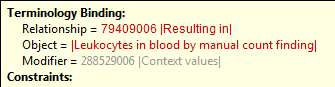 Terminology Binding:
Relationship = 79409006 |Resulting in|
Object = |Leukocytes in blood by manual count finding|
Modifier = 288529006 |Context values|
Constraints: